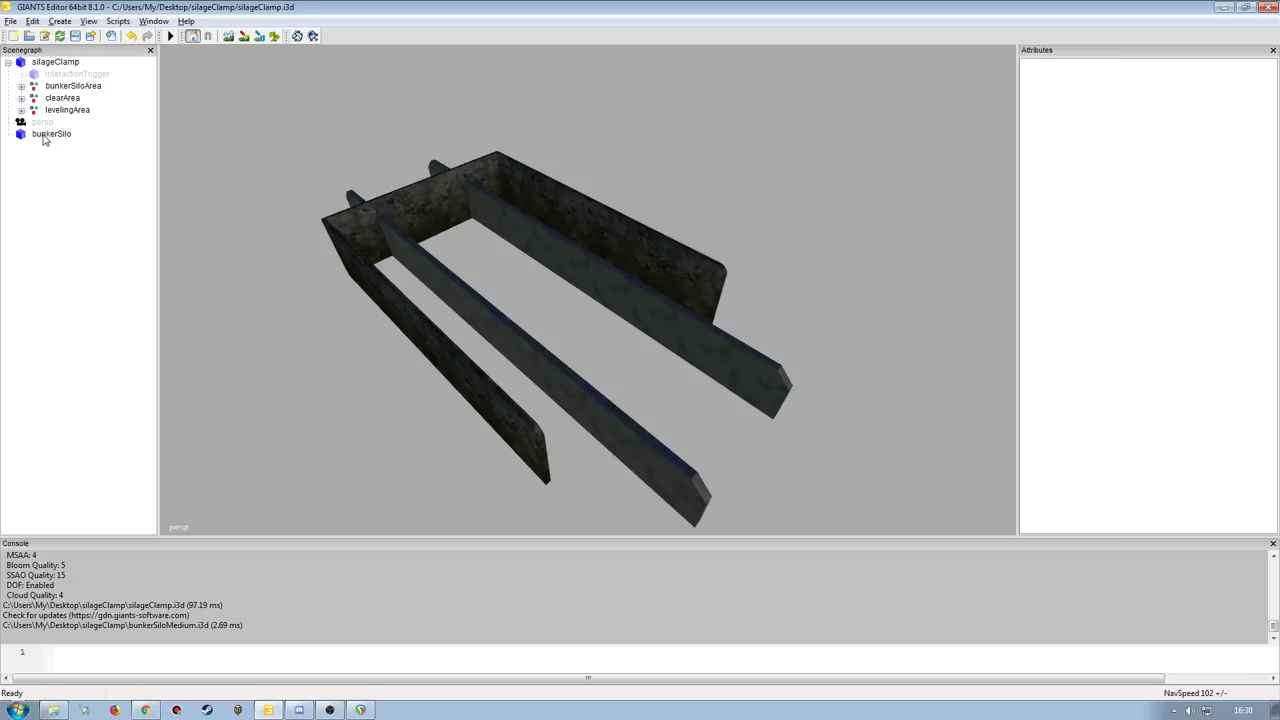 GIANTS Editor 64bit 8.1.0 - C:/Users/My/Desktop/silageClamp/silageClamp.i3d
File Edit View Create Scripts Window Help
Scenegraph
Attributes
silageClamp
interactionTrigger
bunkerSiloArea
clearArea
levelingArea
persp
bunkerSilo
persp
Console
MSAA: 4
Bloom Quality: 5
SSAO Quality: 15
DOF: Enabled
Cloud Quality: 4
C:\Users\My\Desktop\silageClamp\silageClamp.i3d (97.19 ms)
Check for updates (https://gdn.giants-software.com)
C:\Users\My\Desktop\silageClamp\bunkerSiloMedium.i3d (2.69 ms)
1
Ready
NavSpeed 102 +/-
16:30